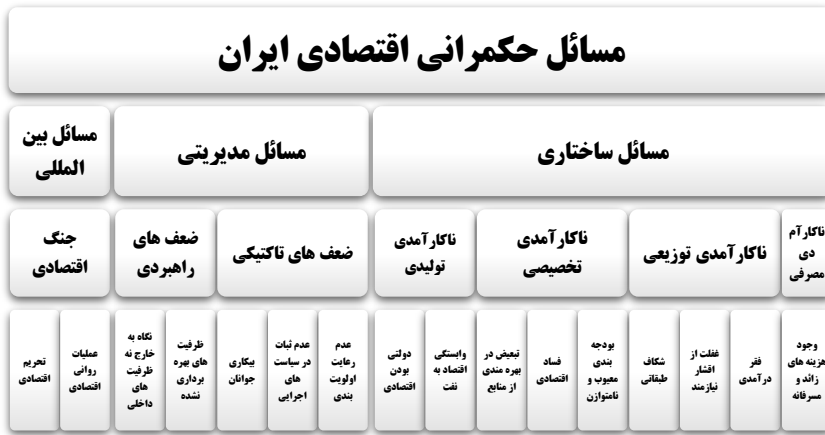 مسائل حکمرانی اقتصادی ایران
مسائل ساختاری
مسائل مدیریتی
مسائل بین
المللی
ناکارآم
دی
مصرفی
ناکارآمدی توزیعی
ناکارآمدی
تخصیصی
ناکارآمدی
تولیدی
ضعف های تاکتیکی
ضعف های
راهبردی
جنگ
اقتصادی
وجود
هزینه های
زائد و
مسرفانه
فقر
درآمدی
غفلت از
اقشار
نیازمند
شکاف
طبقاتی
بودجه
بندی
معیوب و
نامتوازن
فساد
اقتصادی
تبعیض در
بهره مندی
از منابع
وابستگی
اقتصاد به
نفت
دولتی
بودن
اقتصادی
عدم
رعایت
اولویت
بندی
عدم ثبات
در سیاست
های
اجرایی
بیکاری
جوانان
ظرفیت
های بهره
برداری
نشده
نگاه به
خارج نه
ظرفیت
های
داخلی
عملیات
روانی
اقتصادی
تحریم
اقتصادی